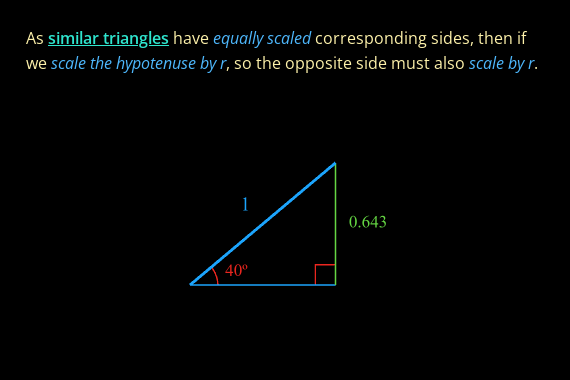 As similar triangles have equally scaled corresponding sides, then if
we scale the hypotenuse by r, so the opposite side must also scale by r.
1
0.643
40º